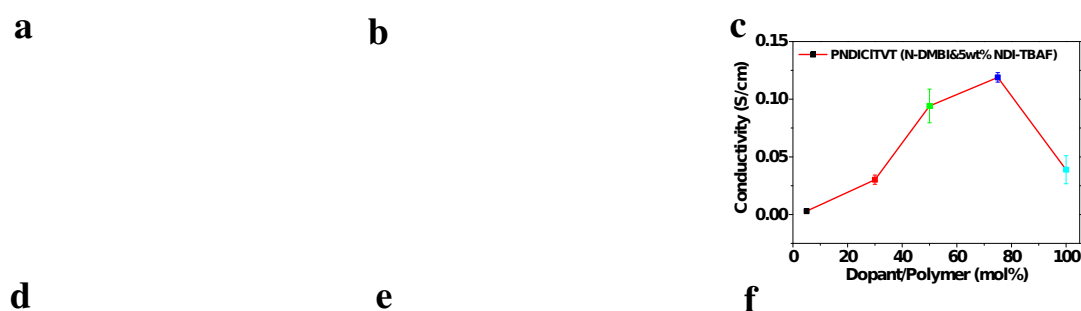 a
b
c
PNDIClTVT (N-DMBI&5wt% NDI-TBAF)
Conductivity (S/cm)
0.15
0.10
0.05
0.00
0 20 40 60 80 100
Dopant/Polymer (mol%)
d
e
f